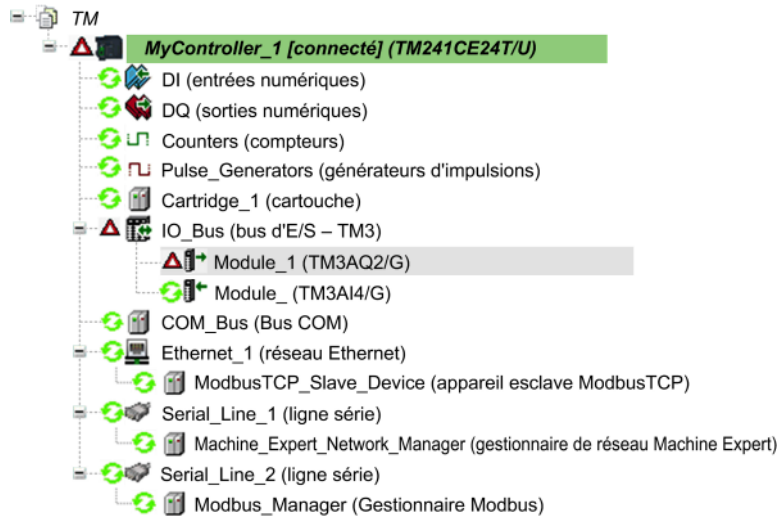 TM
MyController_1 [connecté] (TM241CE24T/U)
DI (entrées numériques)
DQ (sorties numériques)
Counters (compteurs)
Pulse_Generators (générateurs d'impulsions)
Cartridge_1 (cartouche)
IO_Bus (bus d'E/S – TM3)
Module_1 (TM3AQ2/G)
Module_ (TM3AI4/G)
COM_Bus (Bus COM)
Ethernet_1 (réseau Ethernet)
ModbusTCP_Slave_Device (appareil esclave ModbusTCP)
Serial_Line_1 (ligne série)
Machine_Expert_Network_Manager (gestionnaire de réseau Machine Expert)
Serial_Line_2 (ligne série)
Modbus_Manager (Gestionnaire Modbus)